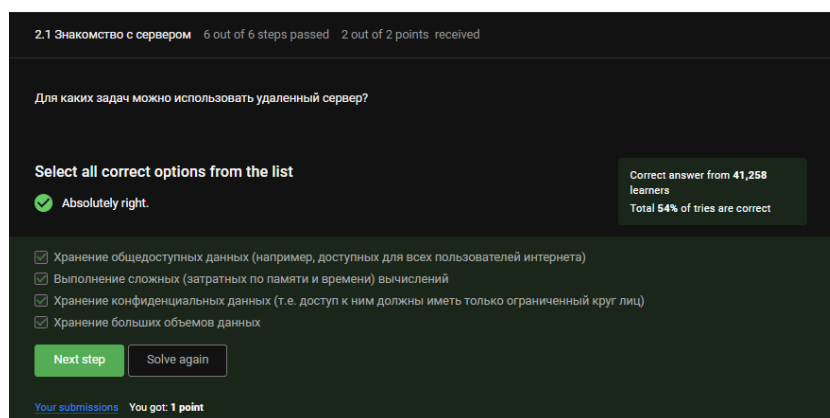 2.1 Знакомство с сервером 6 out of 6 steps passed 2 out of 2 points received
Для каких задач можно использовать удаленный сервер?
Select all correct options from the list
Absolutely right.
Correct answer from 41,258
learners
Total 54% of tries are correct
Хранение общедоступных данных (например, доступных для всех пользователей интернета)
Выполнение сложных (затратных по памяти и времени) вычислений
Хранение конфиденциальных данных (т.е. доступ к ним должны иметь только ограниченный круг лиц)
Хранение больших объемов данных
Next step Solve again
Your submissions You got: 1 point